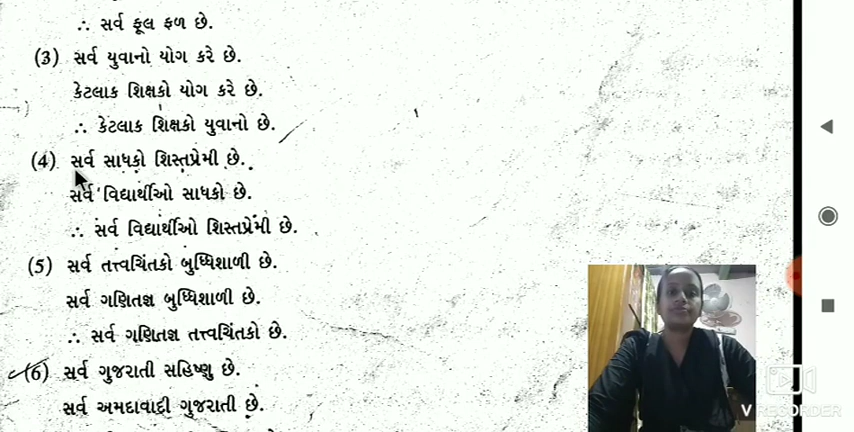 ∴ સર્વ ફૂલ ફળ છે.
(3) સર્વ યુવાનો યોગ કરે છે.
કેટલાક શિક્ષકો યોગ કરે છે.
∴ કેટલાક શિક્ષકો યુવાનો છે.
(4) સર્વ સાધકો શિસ્તપ્રેમી છે.
સર્વ વિદ્યાર્થીઓ સાધકો છે.
∴ સર્વ વિદ્યાર્થીઓ શિસ્તપ્રેમી છે.
(5) સર્વ તત્ત્વચિંતકો બુધ્ધિશાળી છે.
સર્વ ગણિતજ્ઞ બુધ્ધિશાળી છે.
∴ સર્વ ગણિતજ્ઞ તત્ત્વચિંતકો છે.
(6) સર્વ ગુજરાતી સહિષ્ણુ છે.
સર્વ અમદાવાદી ગુજરાતી છે.
V RECORDER